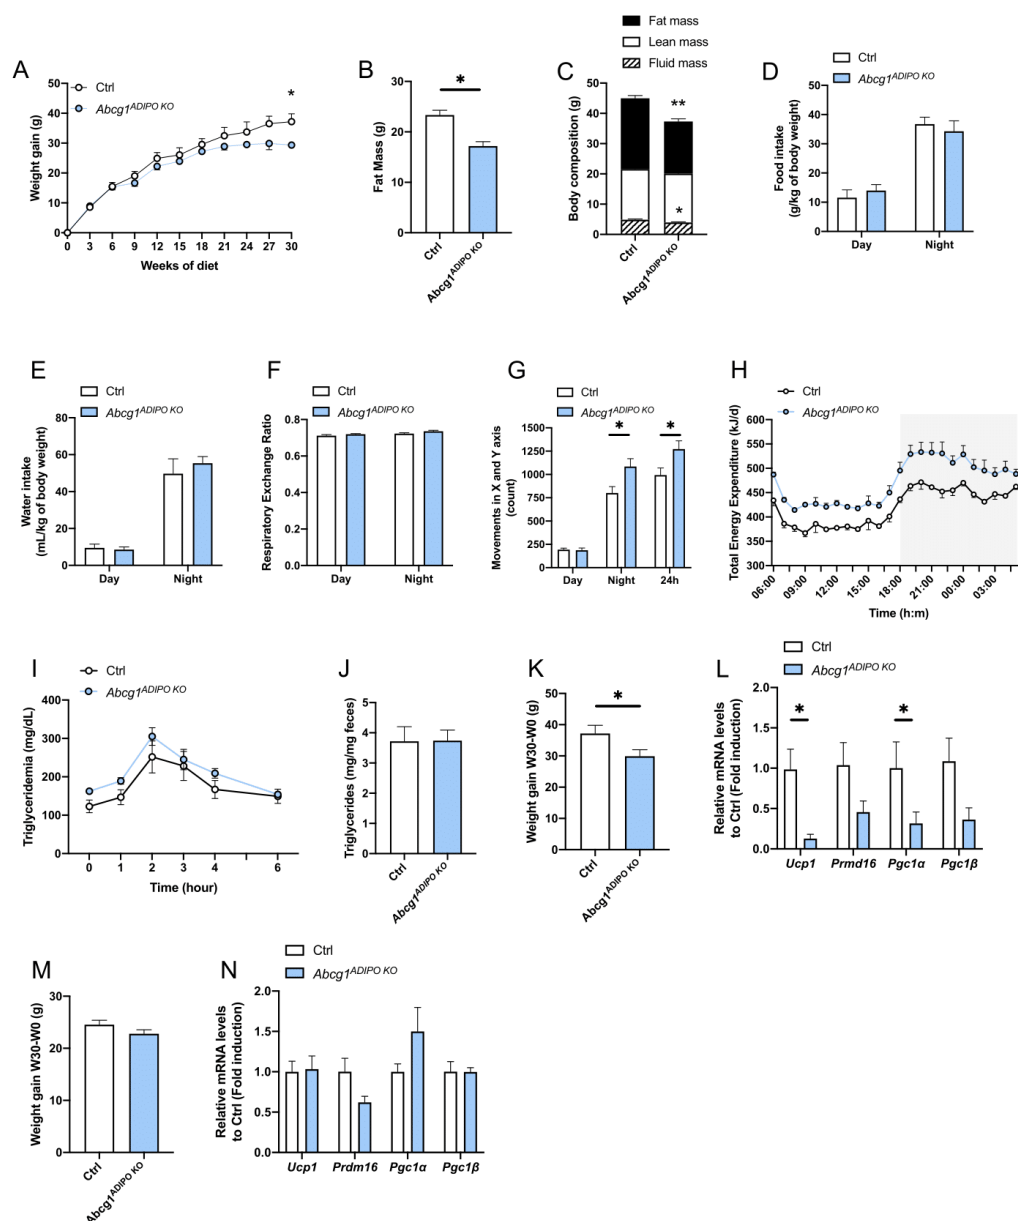 Fat mass
Lean mass
Fluid mass
A
Ctrl
Abcg1ADIPO KO
Weight gain (g)
50
40
30
20
10
0
*
0 3 6 9 12 15 18 21 24 27 30
Weeks of diet
B
Fat Mass (g)
30
20
10
0
*
Ctrl
Abcg1ADIPO KO
C
Body composition (g)
50
40
30
20
10
0
**
*
Ctrl
Abcg1ADIPO KO
D
Ctrl
Abcg1ADIPO KO
Food intake
(g/kg of body weight)
50
40
30
20
10
0
Day Night
E
Ctrl
Abcg1ADIPO KO
Water intake
(mL/kg of body weight)
80
60
40
20
0
Day Night
F
Ctrl
Abcg1ADIPO KO
Respiratory Exchange Ratio
0.8
0.6
0.4
0.2
0.0
Day Night
G
Ctrl
Abcg1ADIPO KO
Movements in X and Y axis
(count)
1500
1250
1000
750
500
250
0
* *
Day Night 24h
H
Ctrl
Abcg1ADIPO KO
Total Energy Expenditure (kJ/d)
600
550
500
450
400
350
300
06:00 09:00 12:00 15:00 18:00 21:00 00:00 03:00
Time (h:m)
I
Ctrl
Abcg1ADIPO KO
Triglyceridemia (mg/dL)
400
300
200
100
0
0 1 2 3 4 6
Time (hour)
J
Triglycerides (mg/mg feces)
5
4
3
2
1
0
Ctrl
Abcg1ADIPO KO
K
Weight gain W30-W0 (g)
50
40
30
20
10
0
*
Ctrl
Abcg1ADIPO KO
L
Ctrl
Abcg1ADIPO KO
Relative mRNA levels
to Ctrl (Fold induction)
2.0
1.5
1.0
0.5
0.0
* *
Ucp1 Prmd16 Pgc1α Pgc1β
M
Weight gain W30-W0 (g)
30
20
10
0
Ctrl
Abcg1ADIPO KO
N
Ctrl
Abcg1ADIPO KO
Relative mRNA levels
to Ctrl (Fold induction)
2.0
1.5
1.0
0.5
0.0
Ucp1 Prdm16 Pgc1α Pgc1β